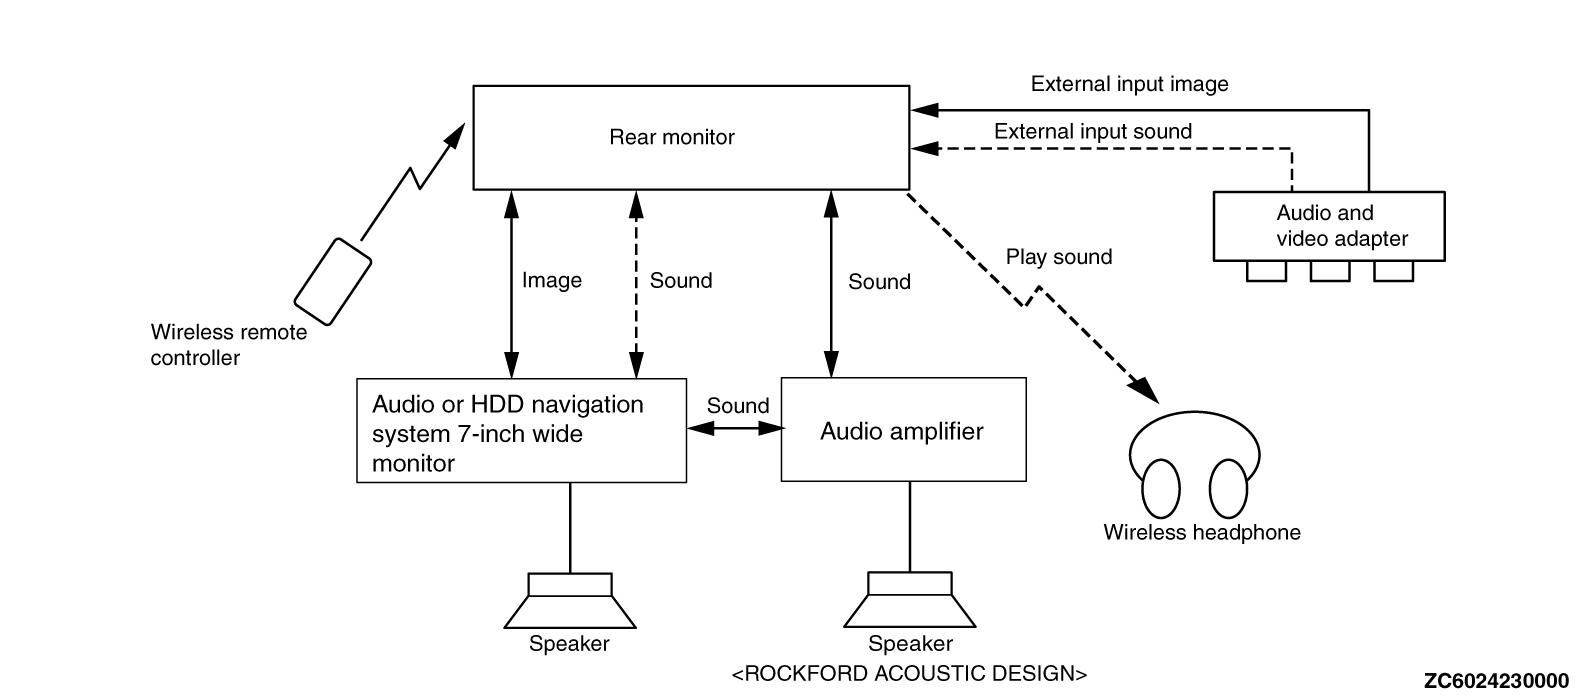 External input image
Rear monitor
External input sound
Audio and
video adapter
Play sound
Image
Sound
Sound
Wireless remote
controller
Audio or HDD navigation
system 7-inch wide
monitor
Sound
Audio amplifier
Wireless headphone
Speaker
Speaker
<ROCKFORD ACOUSTIC DESIGN>
ZC6024230000